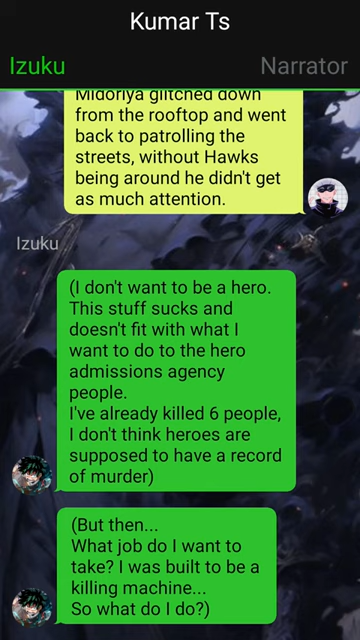 Kumar Ts
Izuku
Narrator
Midoriya glitched down
from the rooftop and went
back to patrolling the
streets, without Hawks
being around he didn't get
as much attention.
Izuku
(I don't want to be a hero.
This stuff sucks and
doesn't fit with what I
want to do to the hero
admissions agency
people.
I've already killed 6 people,
I don't think heroes are
supposed to have a record
of murder)
(But then...
What job do I want to
take? I was built to be a
killing machine...
So what do I do?)